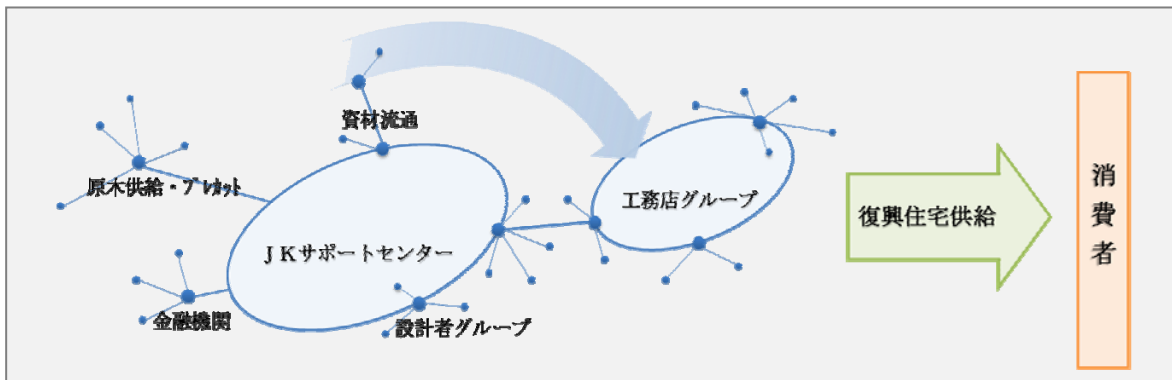 資材流通
原木供給・プレカット
工務店グループ
JKサポートセンター
復興住宅供給
消費者
金融機関
設計者グループ